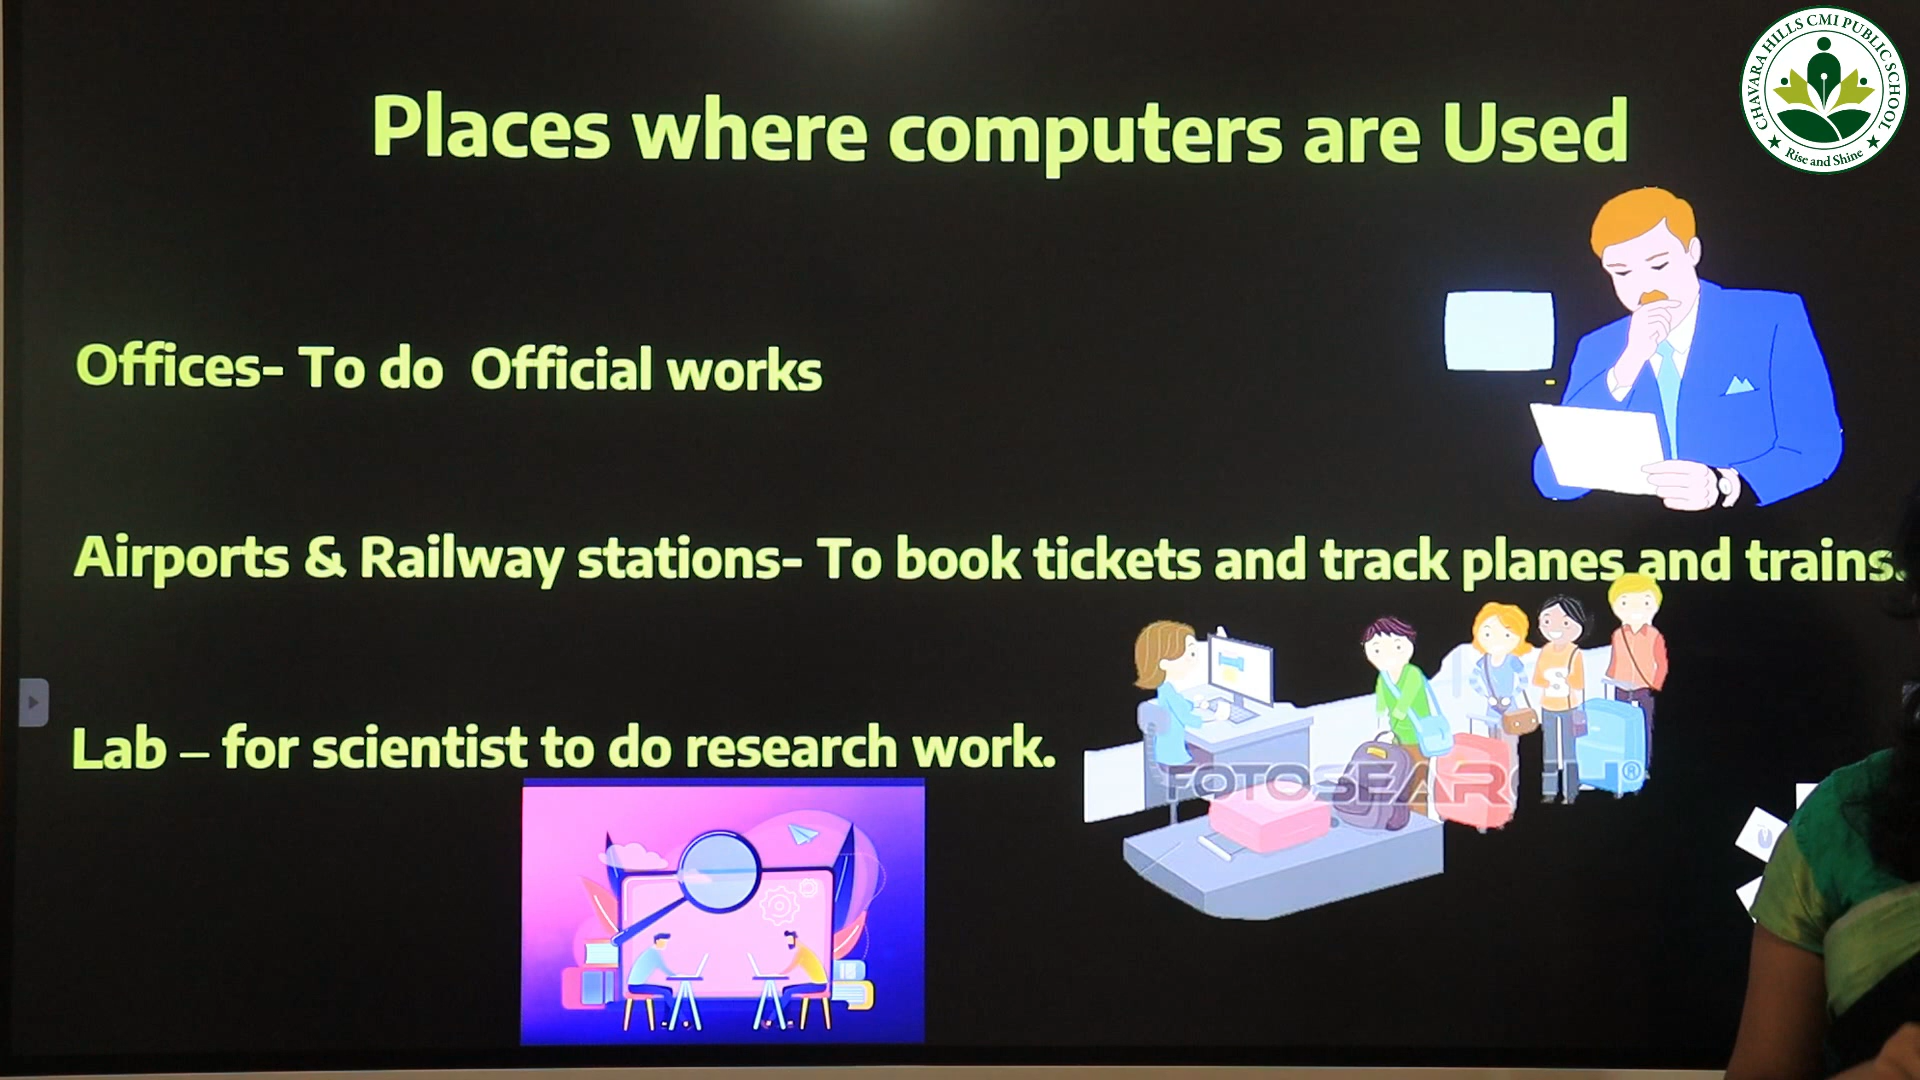 CHAVARA HILLS CMI PUBLIC SCHOOL
Rise and Shine
Places where computers are Used
Offices- To do Official works
Airports & Railway stations- To book tickets and track planes and trains.
Lab – for scientist to do research work.
FOTOSEARCH®